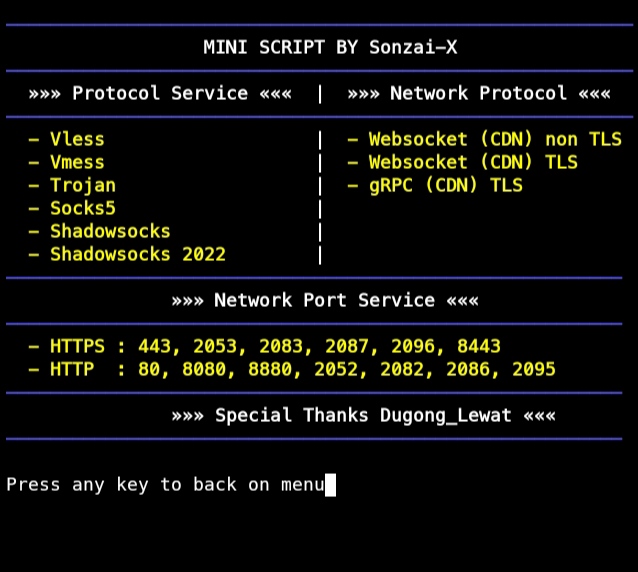 MINI SCRIPT BY Sonzai-X
»»» Protocol Service ««« | »»» Network Protocol «««
- Vless | - Websocket (CDN) non TLS
- Vmess | - Websocket (CDN) TLS
- Trojan | - gRPC (CDN) TLS
- Socks5 |
- Shadowsocks |
- Shadowsocks 2022 |
»»» Network Port Service «««
- HTTPS : 443, 2053, 2083, 2087, 2096, 8443
- HTTP : 80, 8080, 8880, 2052, 2082, 2086, 2095
»»» Special Thanks Dugong_Lewat «««
Press any key to back on menu